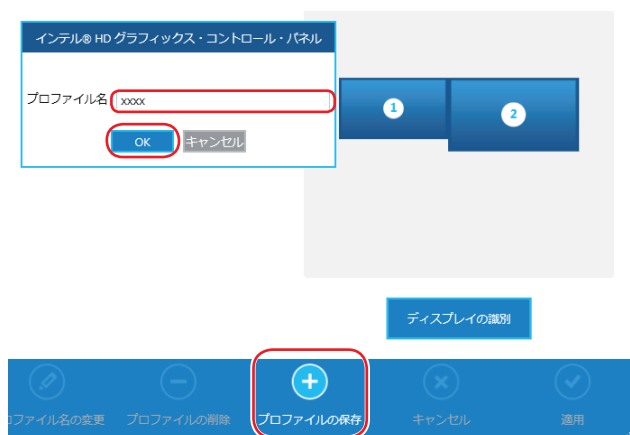 インテル® HD グラフィックス・コントロール・パネル
プロファイル名 xxxx
OK キャンセル
1 2
ディスプレイの識別
ファイル名の変更 プロファイルの削除 プロファイルの保存 キャンセル 適用